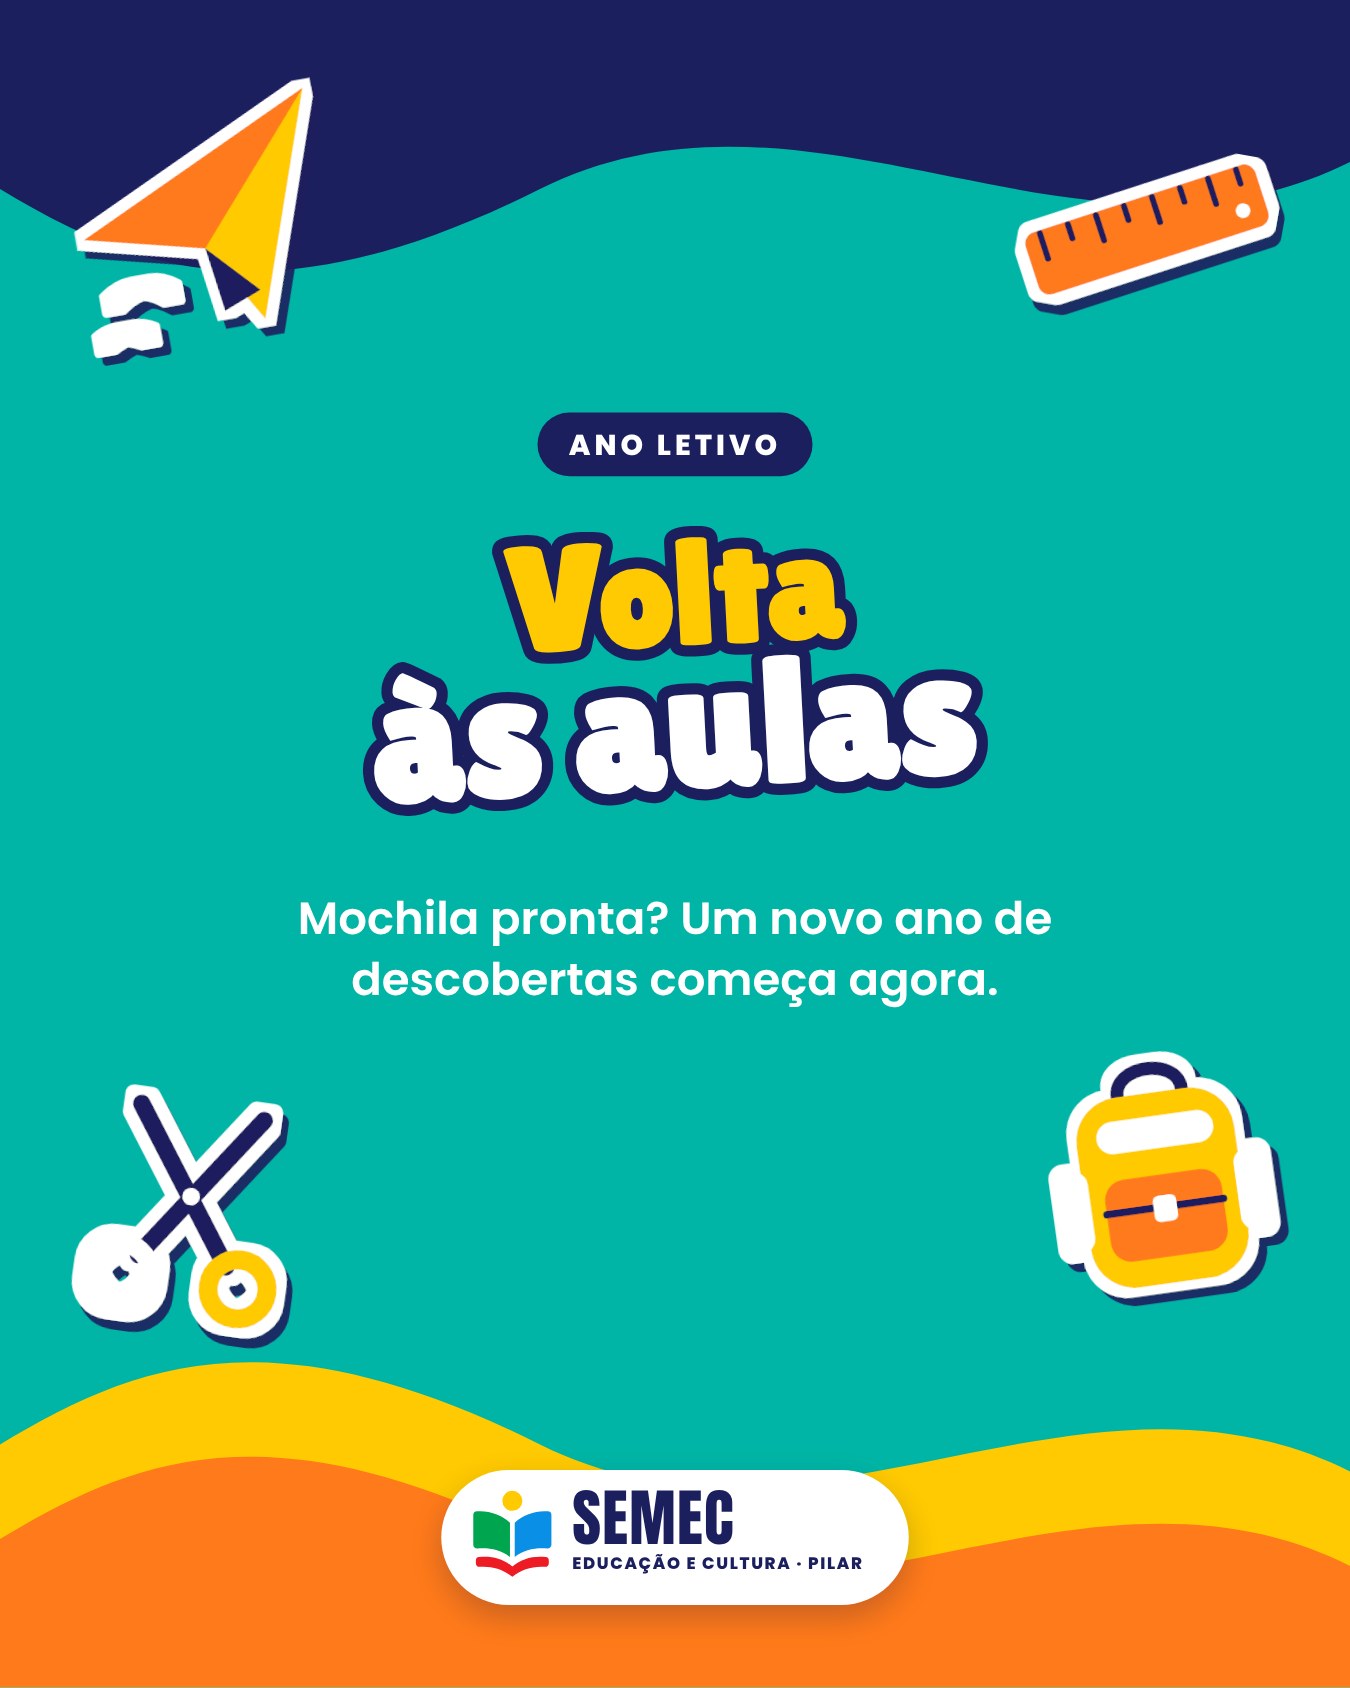 ANO LETIVO
Volta
às aulas
Mochila pronta? Um novo ano de
descobertas começa agora.
SEMEC
EDUCAÇÃO E CULTURA · PILAR